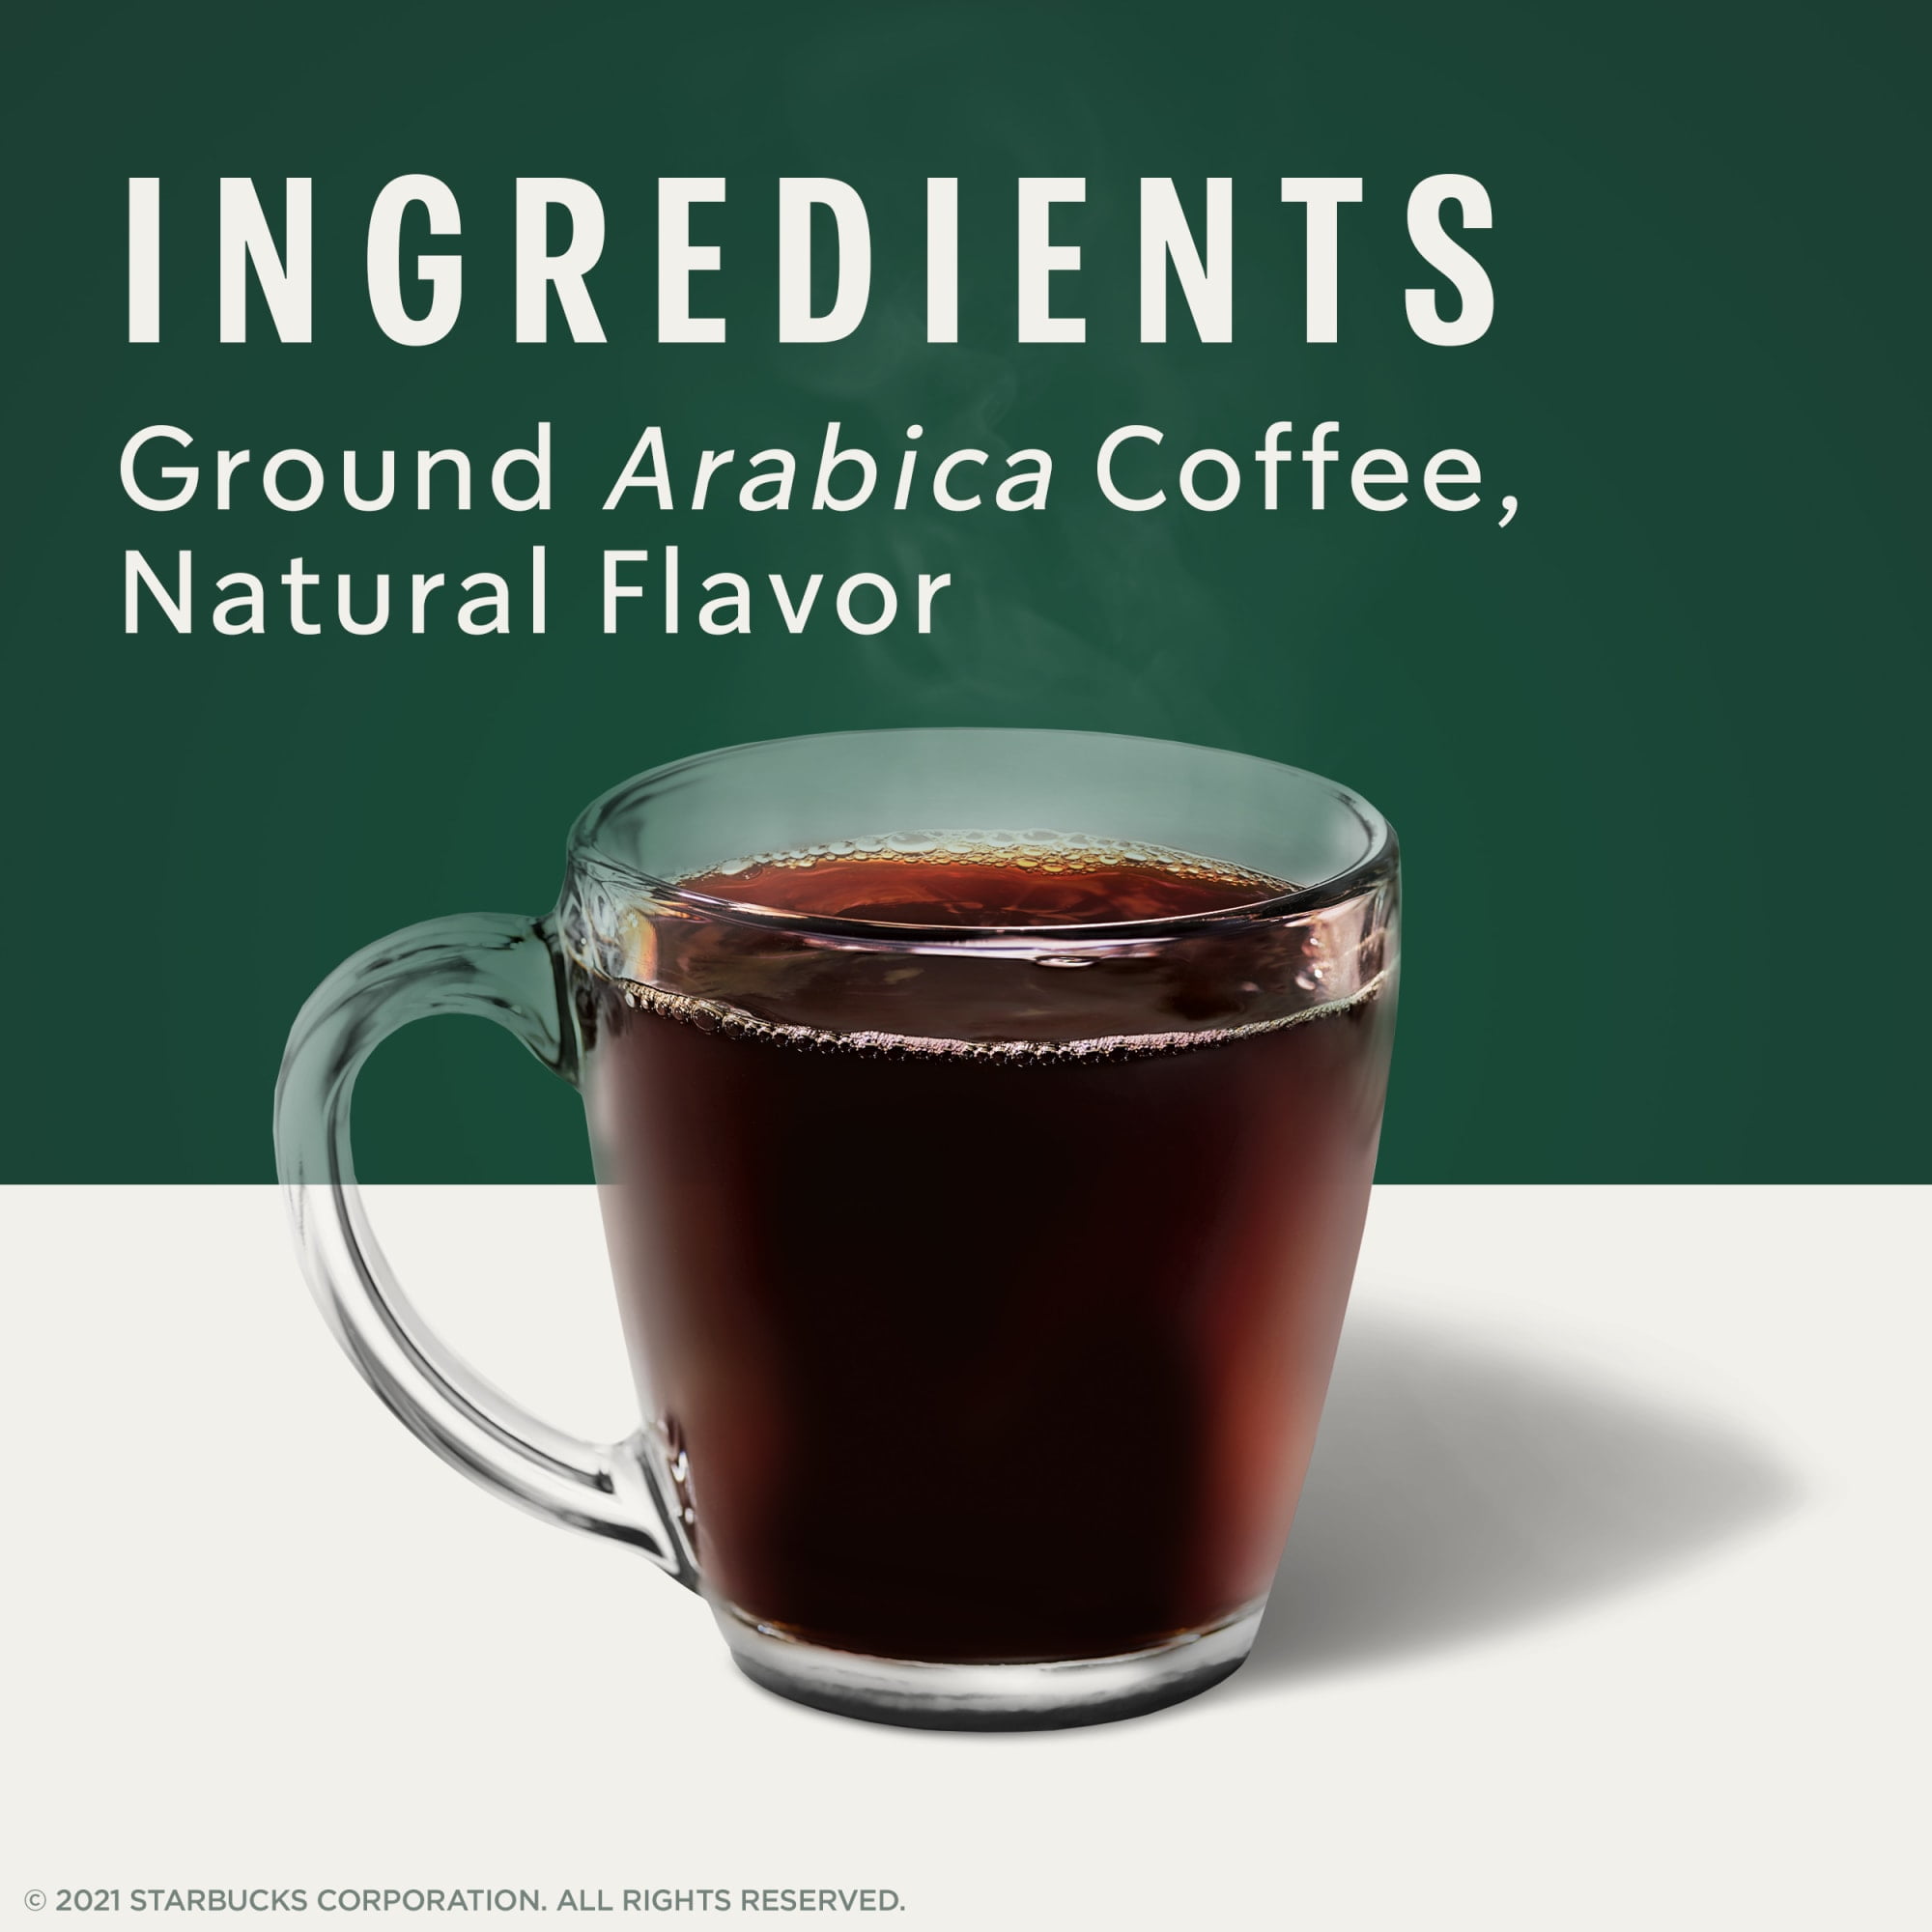 INGREDIENTS
Ground Arabica Coffee,
Natural Flavor
© 2021 STARBUCKS CORPORATION. ALL RIGHTS RESERVED.